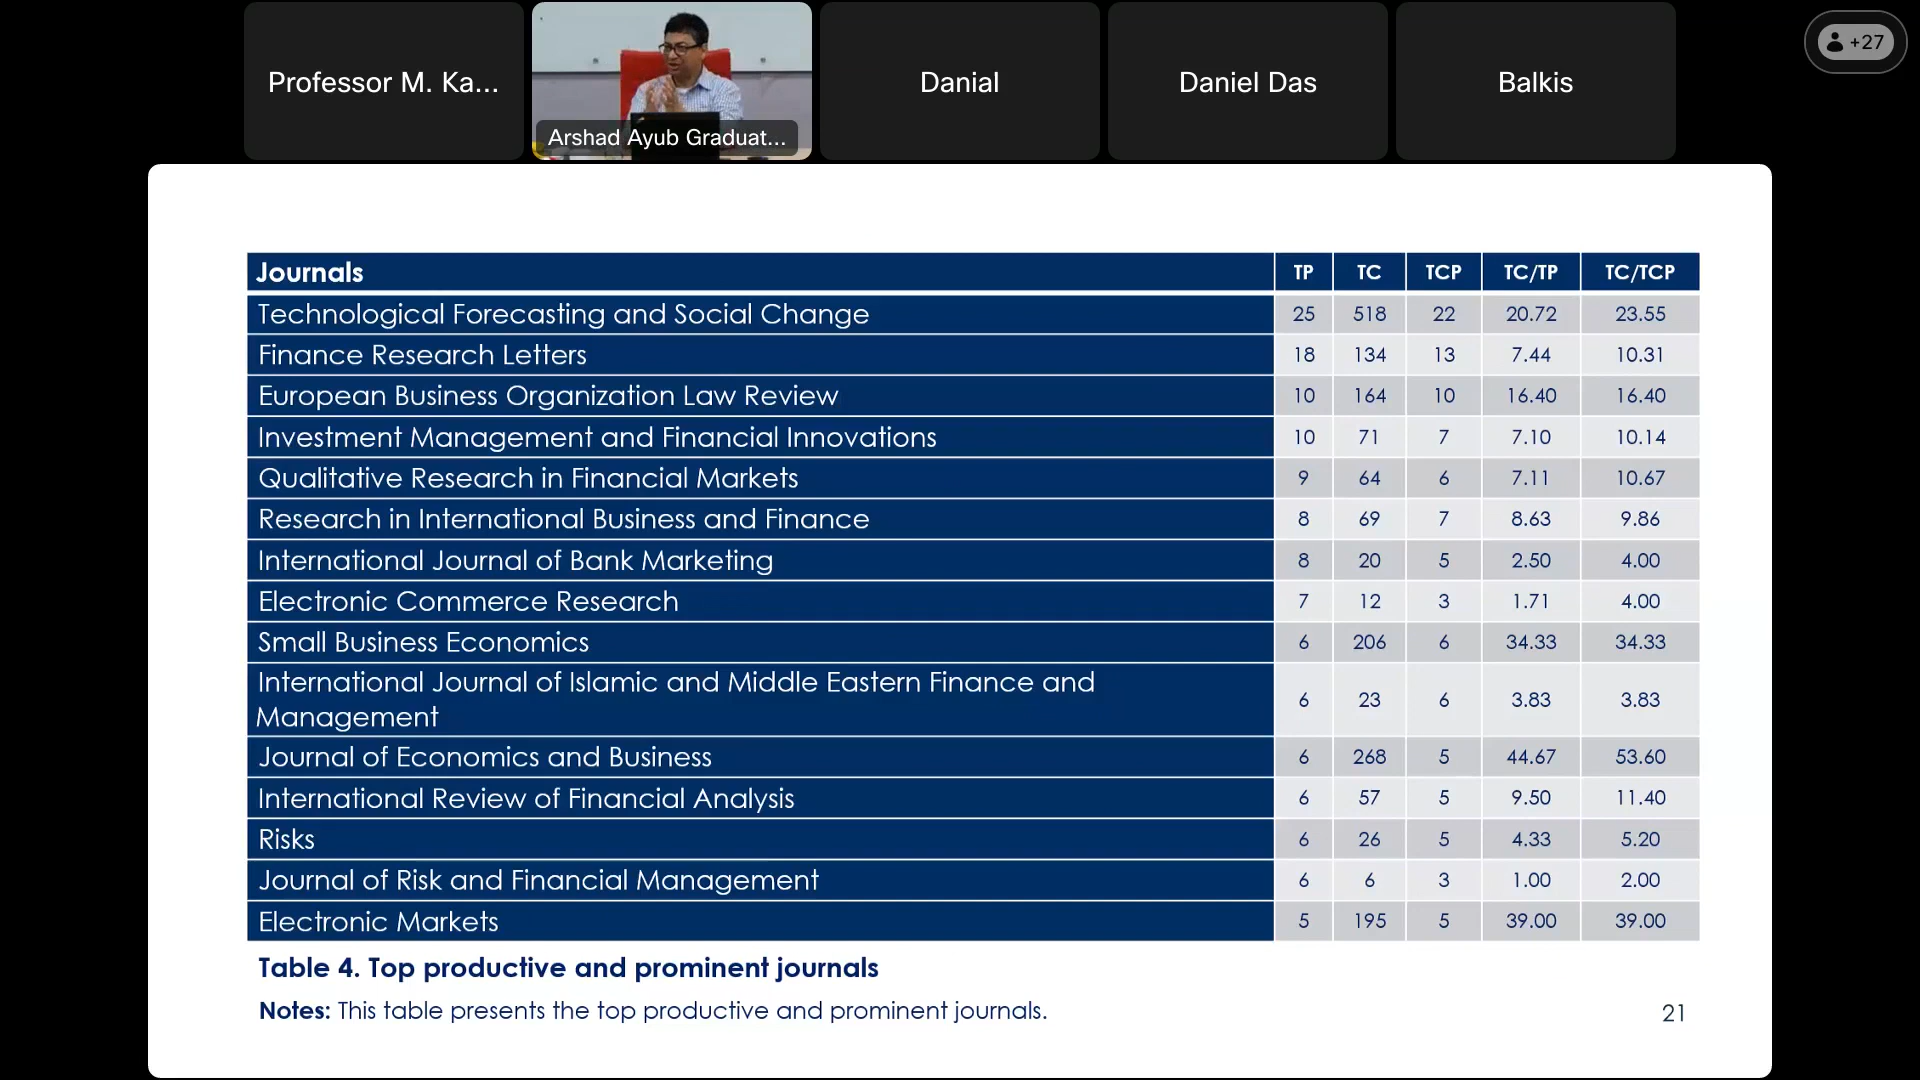 Professor M. Ka...
Arshad Ayub Graduat...
Danial
Daniel Das
Balkis
+27
Journals TP TC TCP TC/TP TC/TCP
Technological Forecasting and Social Change 25 518 22 20.72 23.55
Finance Research Letters 18 134 13 7.44 10.31
European Business Organization Law Review 10 164 10 16.40 16.40
Investment Management and Financial Innovations 10 71 7 7.10 10.14
Qualitative Research in Financial Markets 9 64 6 7.11 10.67
Research in International Business and Finance 8 69 7 8.63 9.86
International Journal of Bank Marketing 8 20 5 2.50 4.00
Electronic Commerce Research 7 12 3 1.71 4.00
Small Business Economics 6 206 6 34.33 34.33
International Journal of Islamic and Middle Eastern Finance and
Management 6 23 6 3.83 3.83
Journal of Economics and Business 6 268 5 44.67 53.60
International Review of Financial Analysis 6 57 5 9.50 11.40
Risks 6 26 5 4.33 5.20
Journal of Risk and Financial Management 6 6 3 1.00 2.00
Electronic Markets 5 195 5 39.00 39.00
Table 4. Top productive and prominent journals
Notes: This table presents the top productive and prominent journals.
21